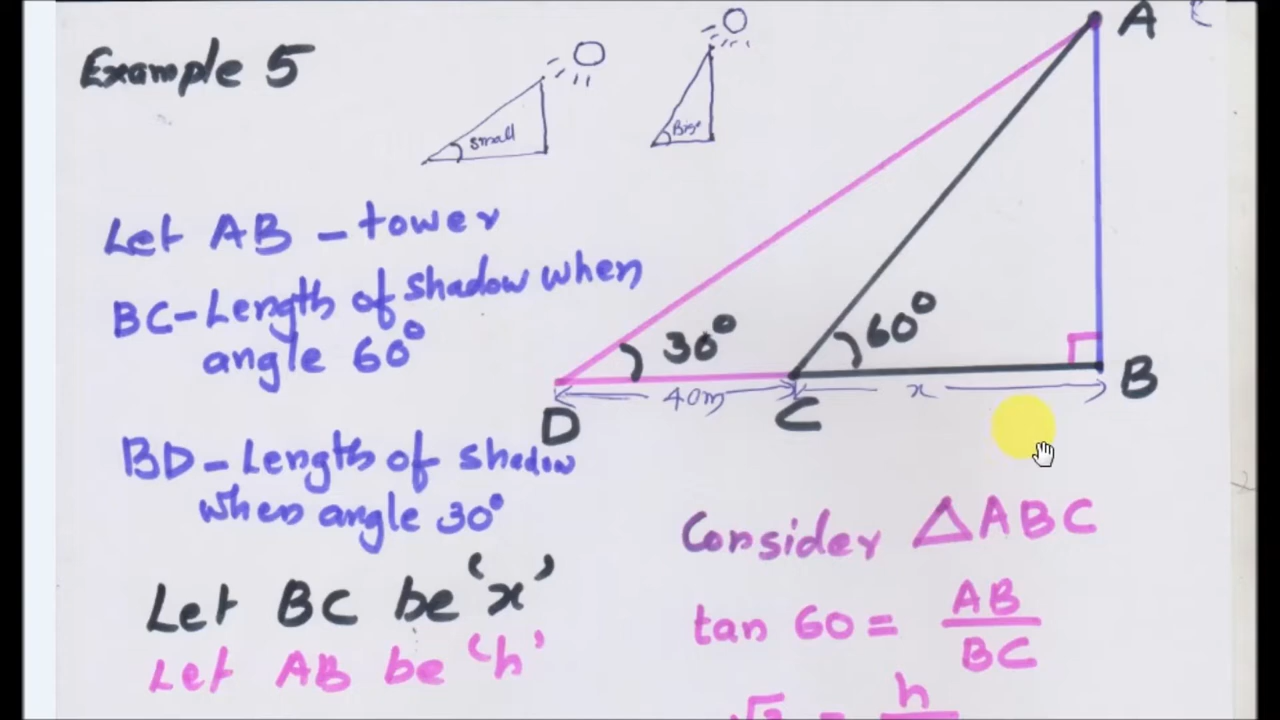 Example 5
small
Bigr
A
Let AB - tower
BC - Length of shadow when
angle 60°
30°
60°
40m
x
D
C
B
BD - Length of shadow
when angle 30°
Let BC be 'x'
Let AB be 'h'
Consider △ABC
tan 60 = AB
BC
= h